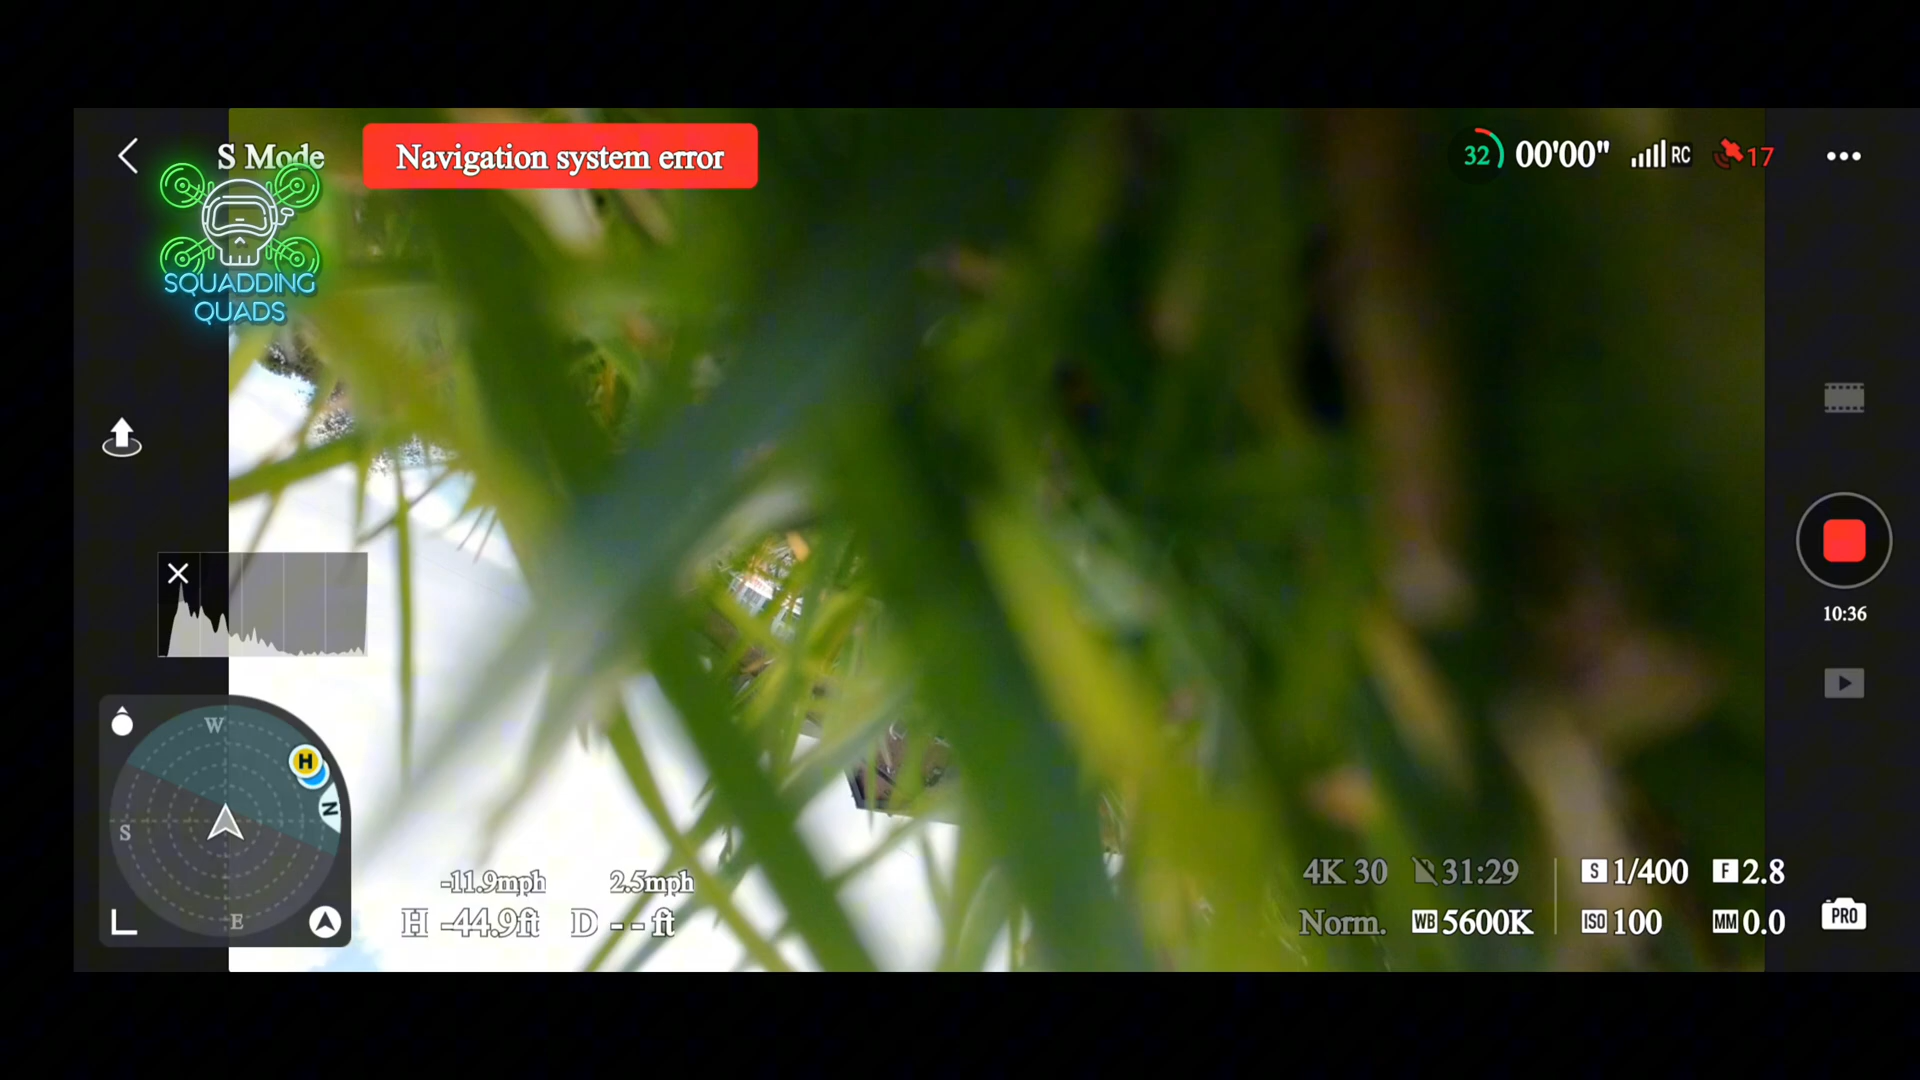 S Mode
Navigation system error
32
00'00"
RC
17
SQUADDING
QUADS
10:36
W
H
N
S
E
-11.9mph
2.5mph
H -44.9ft
D - - ft
4K 30
31:29
S 1/400
F 2.8
Norm.
WB 5600K
ISO 100
MM 0.0
PRO